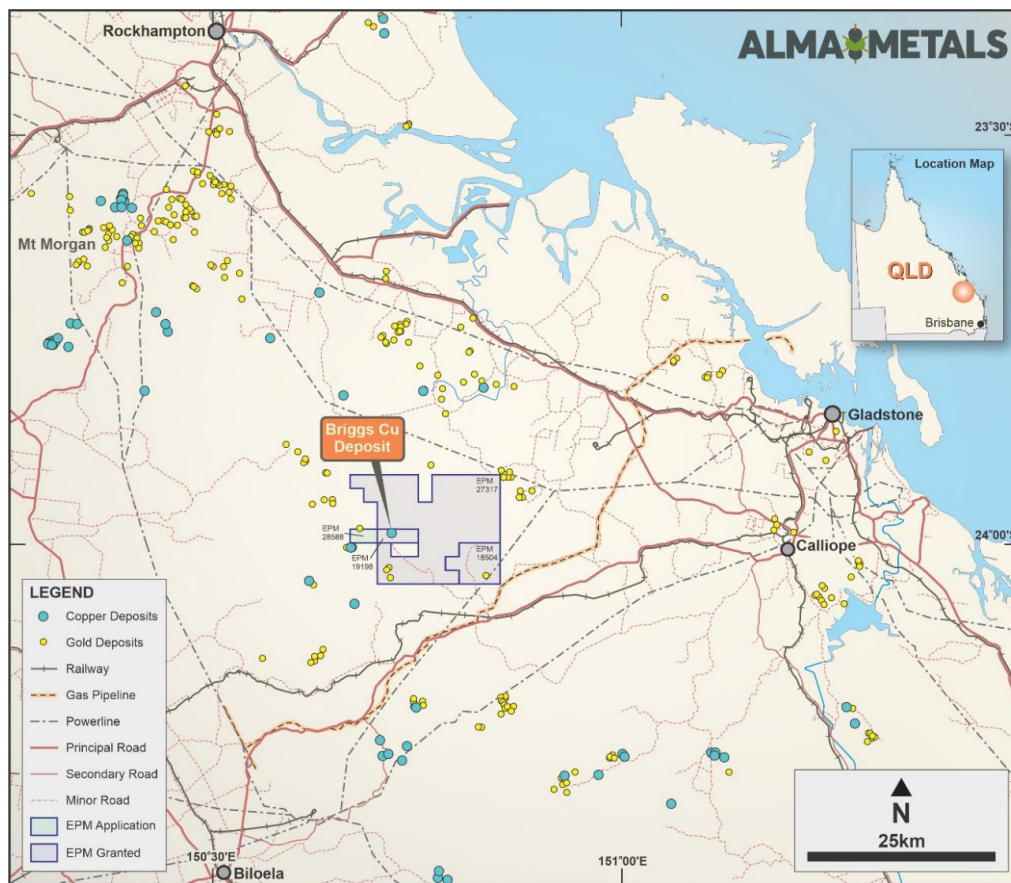 Rockhampton
ALMA METALS
23°30'S
Location Map
QLD
Brisbane
Mt Morgan
Gladstone
Briggs Cu
Deposit
EPM
27317
EPM
28588
EPM
19198
EPM
18504
24°00'S
Calliope
LEGEND
Copper Deposits
Gold Deposits
Railway
Gas Pipeline
Powerline
Principal Road
Secondary Road
Minor Road
EPM Application
EPM Granted
N
25km
150°30'E
151°00'E
Biloela